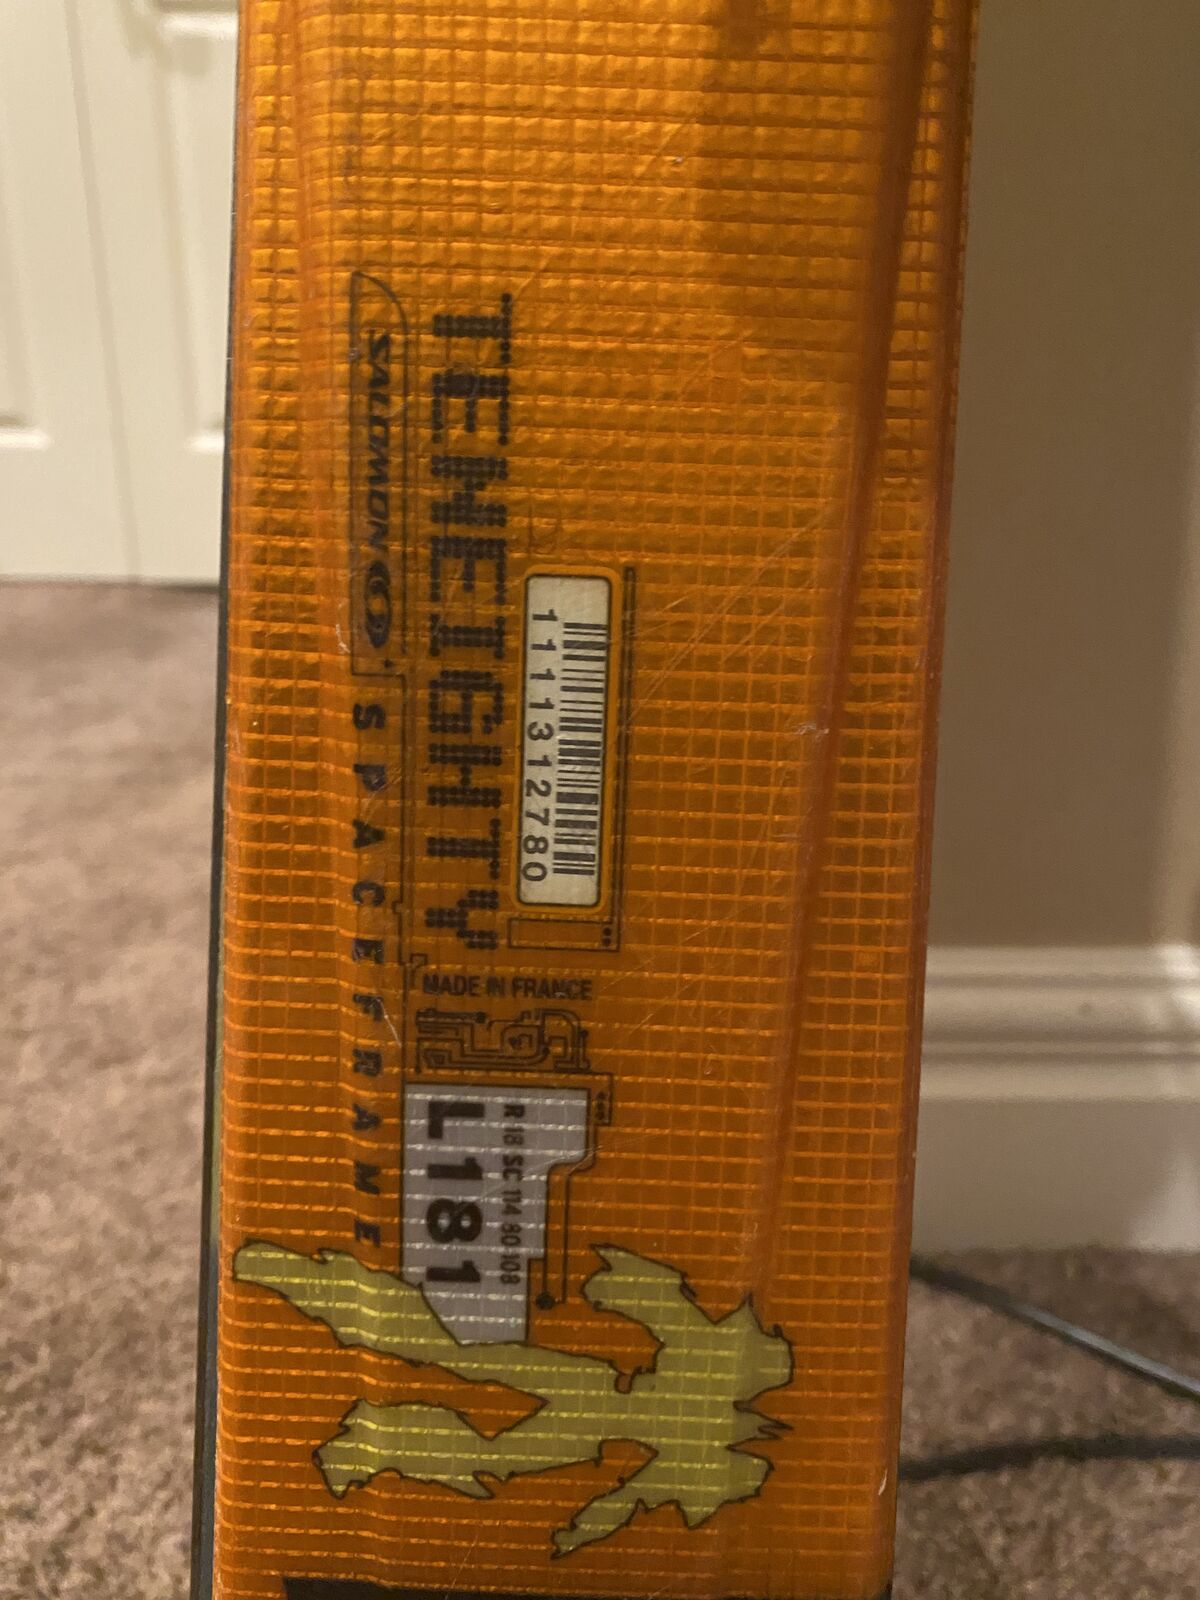 SALOMON
TENEIGHTY
1111312780
SPACEFRAME
MADE IN FRANCE
L181
R 18 SC 114 80 108